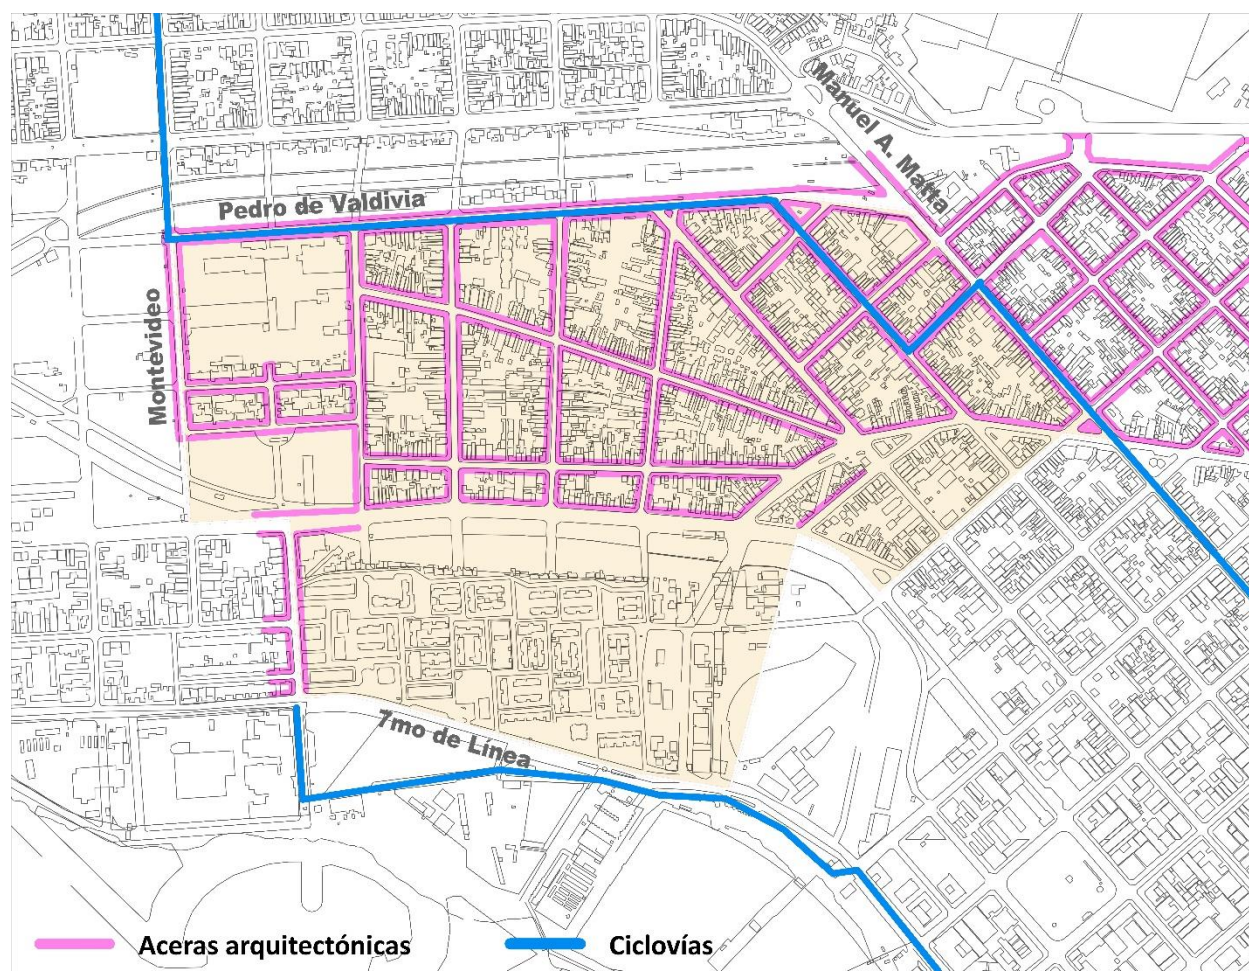 Manuel A. Matta
Pedro de Valdivia
Montevideo
7mo de Línea
Aceras arquitectónicas
Ciclovías